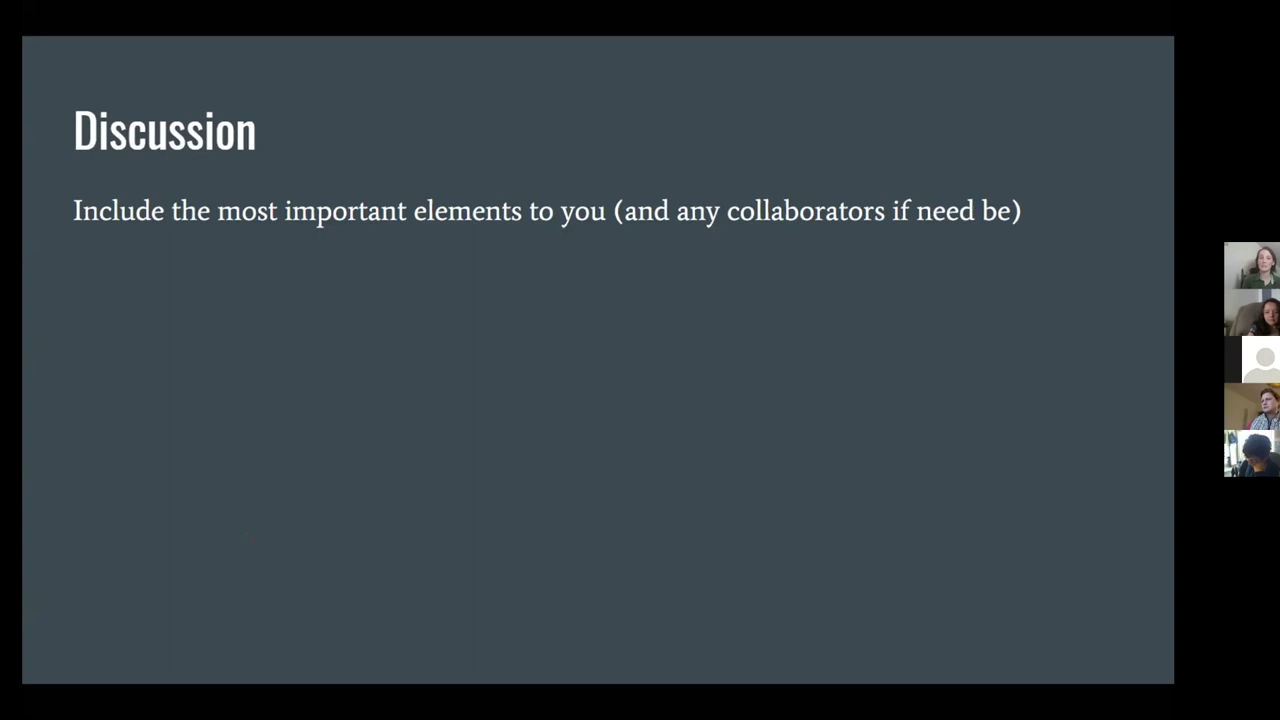 Discussion
Include the most important elements to you (and any collaborators if need be)